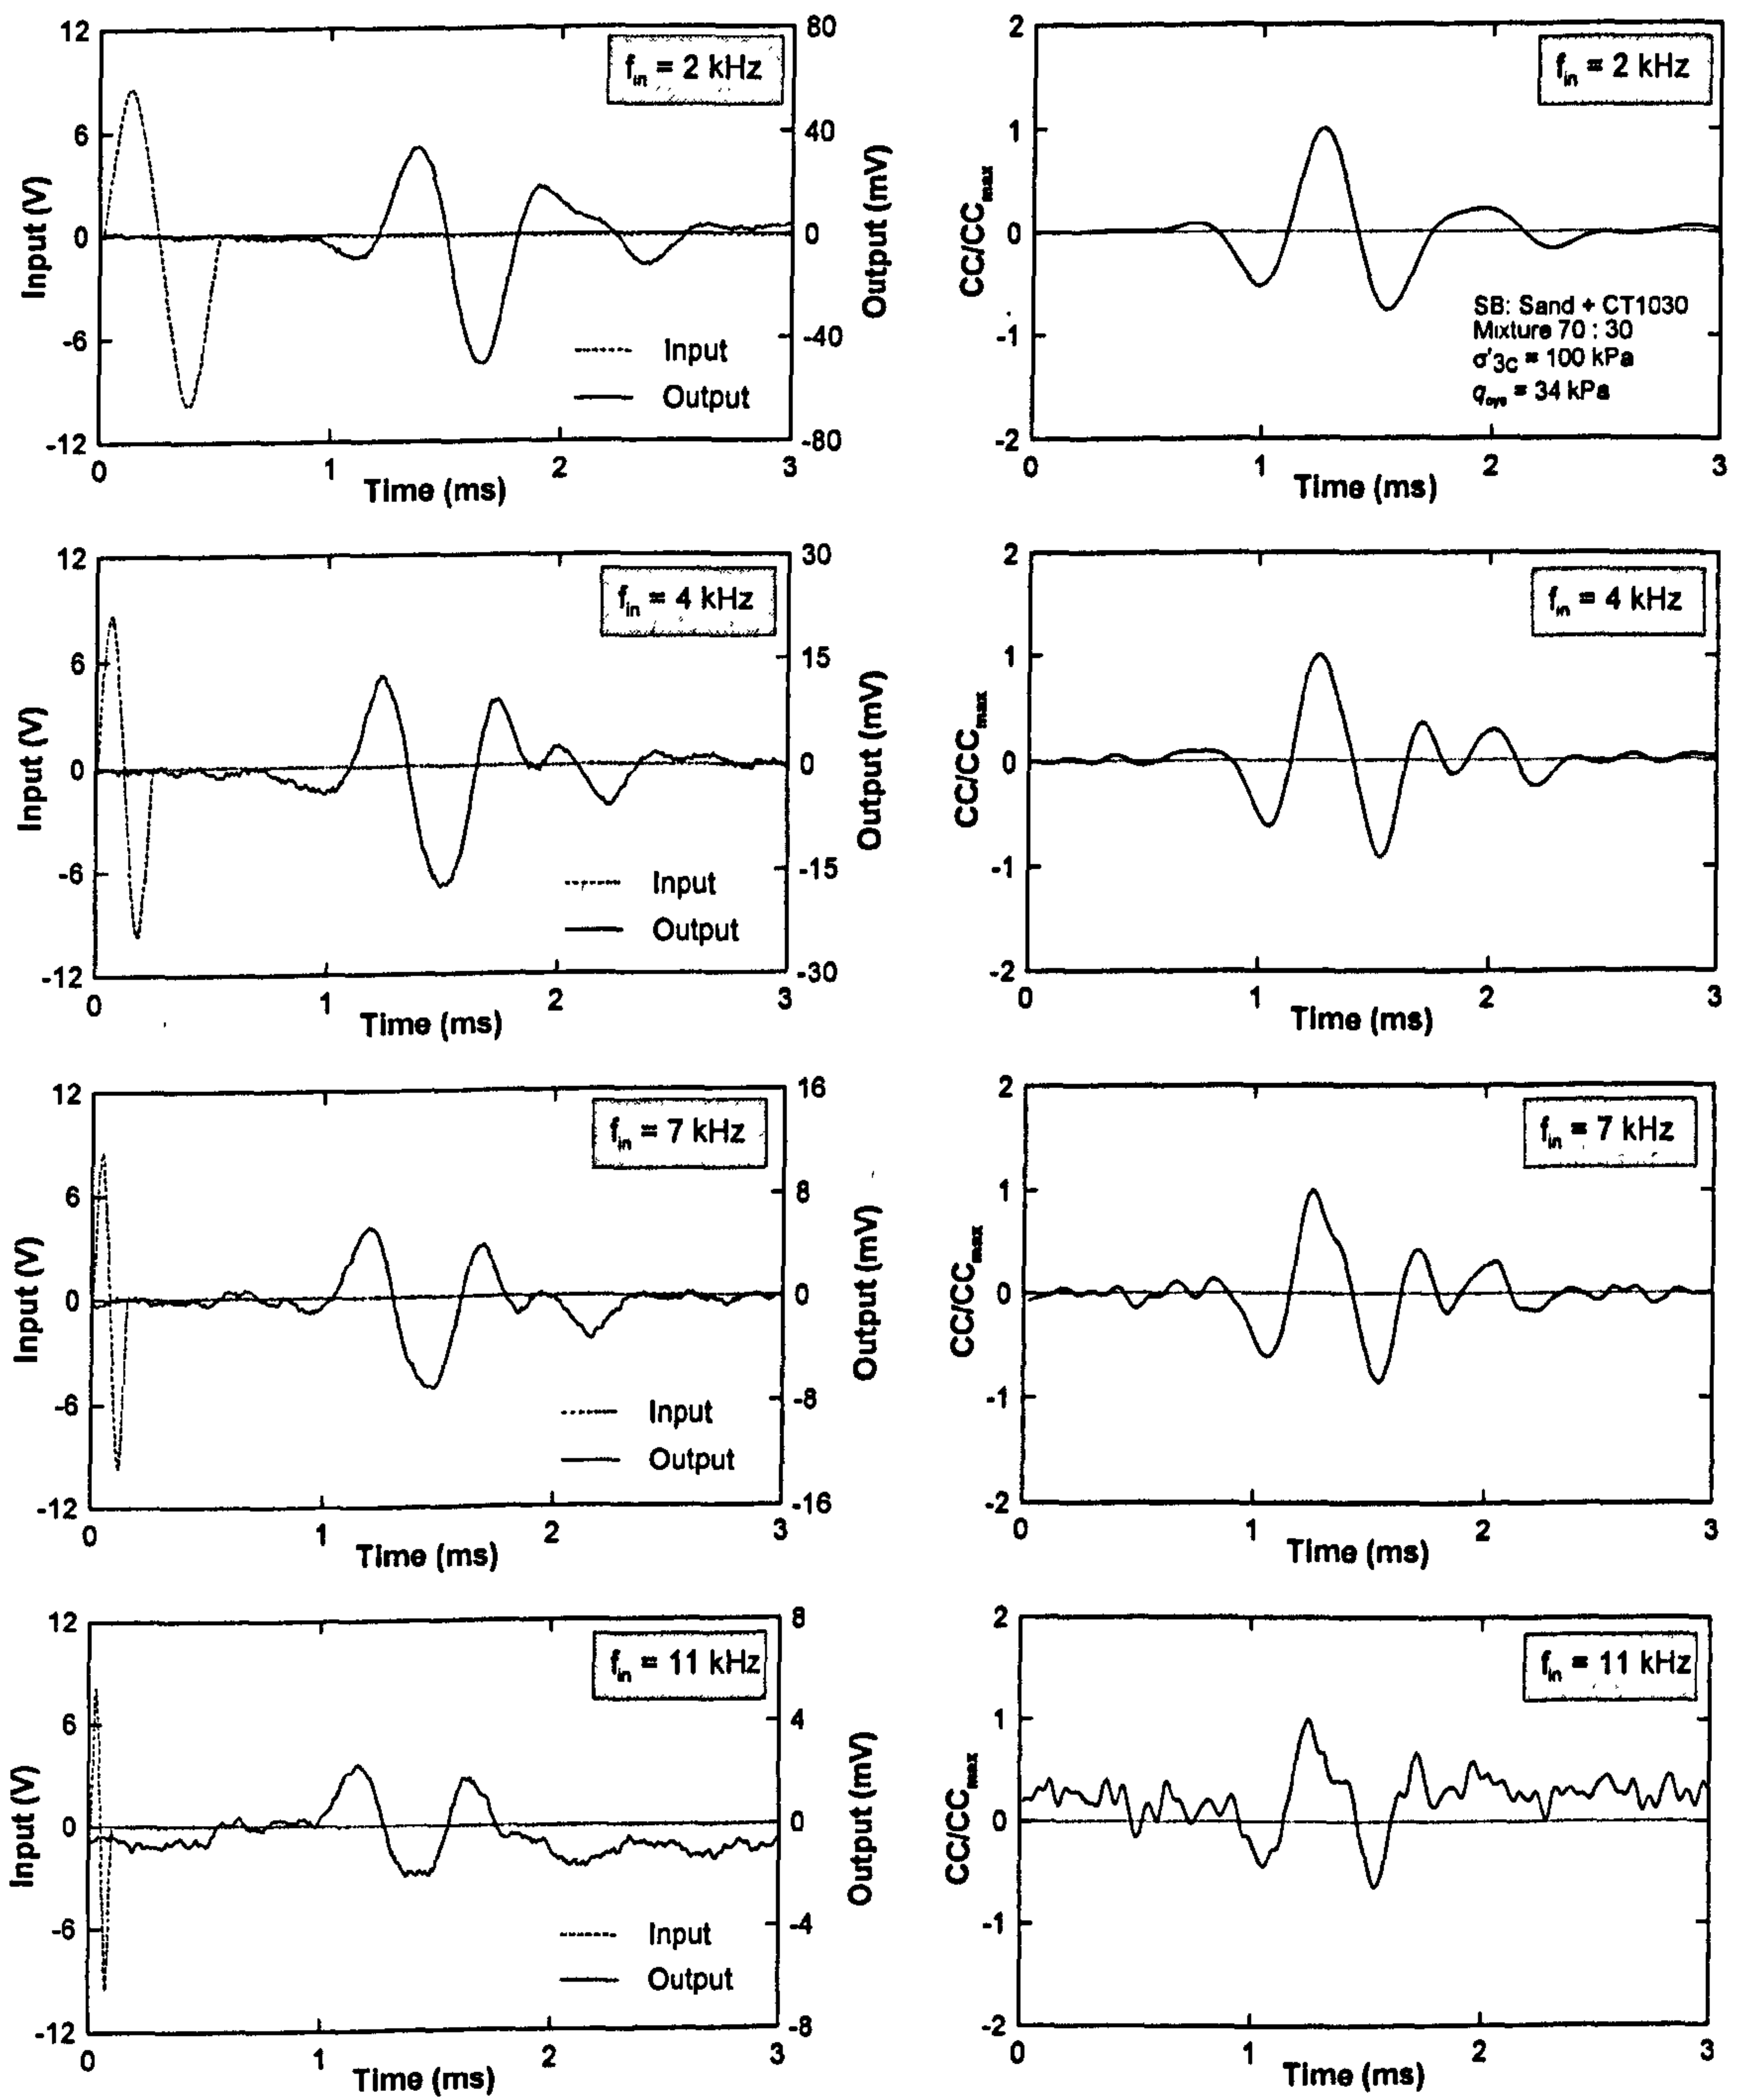 12
6
0
-6
-12
Input (V)
80
40
0
-40
-80
Output (mV)
f_in = 2 kHz
Input
Output
0 1 2 3
Time (ms)
2
1
0
-1
-2
CC/CC_max
f_in = 2 kHz
SB: Sand + CT1030
Mixture 70 : 30
σ'3C = 100 kPa
= 34 kPa
0 1 2 3
Time (ms)
12
6
0
-6
-12
Input (V)
30
15
0
-15
-30
Output (mV)
f_in = 4 kHz
Input
Output
0 1 2 3
Time (ms)
2
1
0
-1
-2
CC/CC_max
f_in = 4 kHz
0 1 2 3
Time (ms)
12
6
0
-6
-12
Input (V)
16
8
0
-8
-16
Output (mV)
f_in = 7 kHz
Input
Output
0 1 2 3
Time (ms)
2
1
0
-1
-2
CC/CC_max
f_in = 7 kHz
0 1 2 3
Time (ms)
12
6
0
-6
-12
Input (V)
8
4
0
-4
-8
Output (mV)
f_in = 11 kHz
Input
Output
0 1 2 3
Time (ms)
2
1
0
-1
-2
CC/CC_max
f_in = 11 kHz
0 1 2 3
Time (ms)